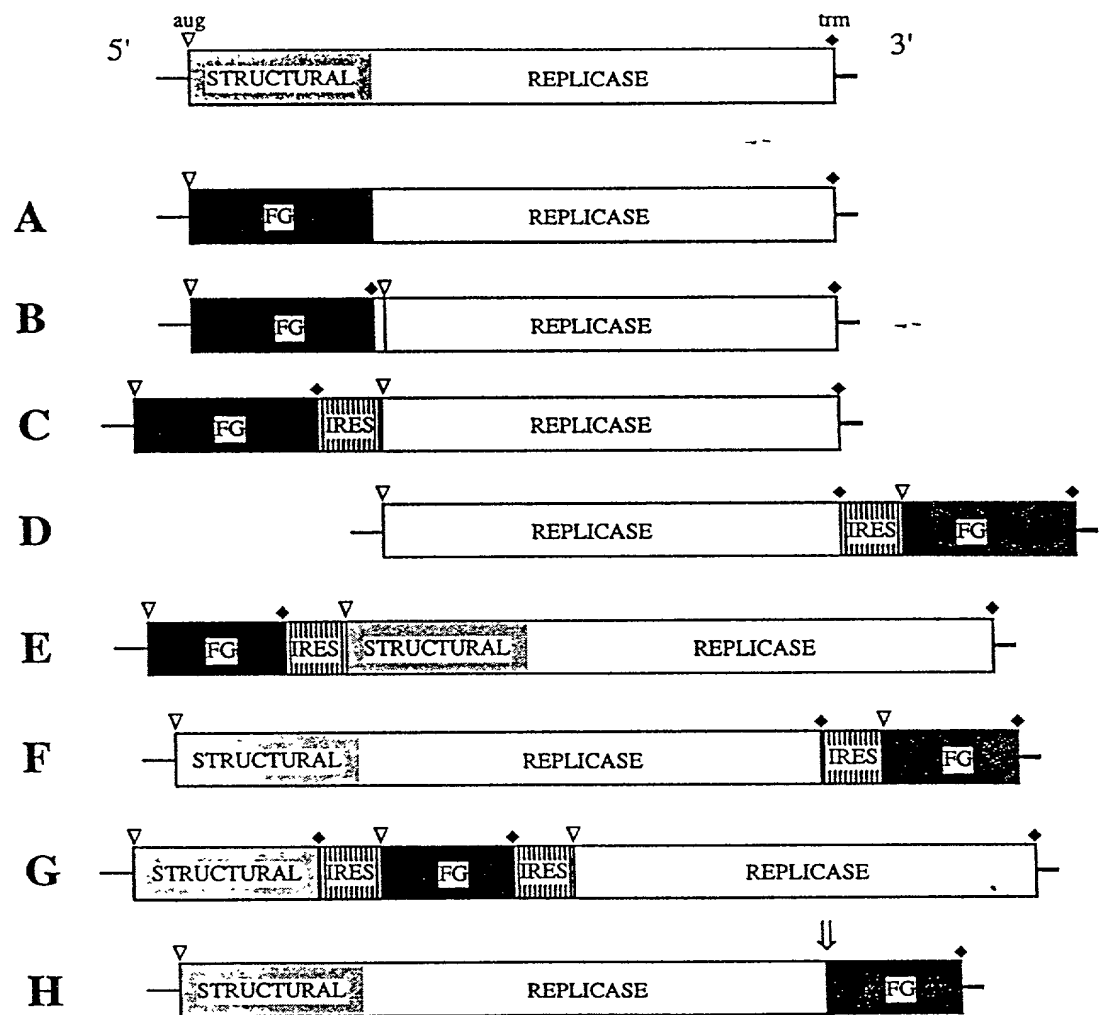 aug trm
5' 3'
STRUCTURAL REPLICASE
A FG REPLICASE
B FG REPLICASE
C FG IRES REPLICASE
D REPLICASE IRES FG
E FG IRES STRUCTURAL REPLICASE
F STRUCTURAL REPLICASE IRES FG
G STRUCTURAL IRES FG IRES REPLICASE
H STRUCTURAL REPLICASE FG